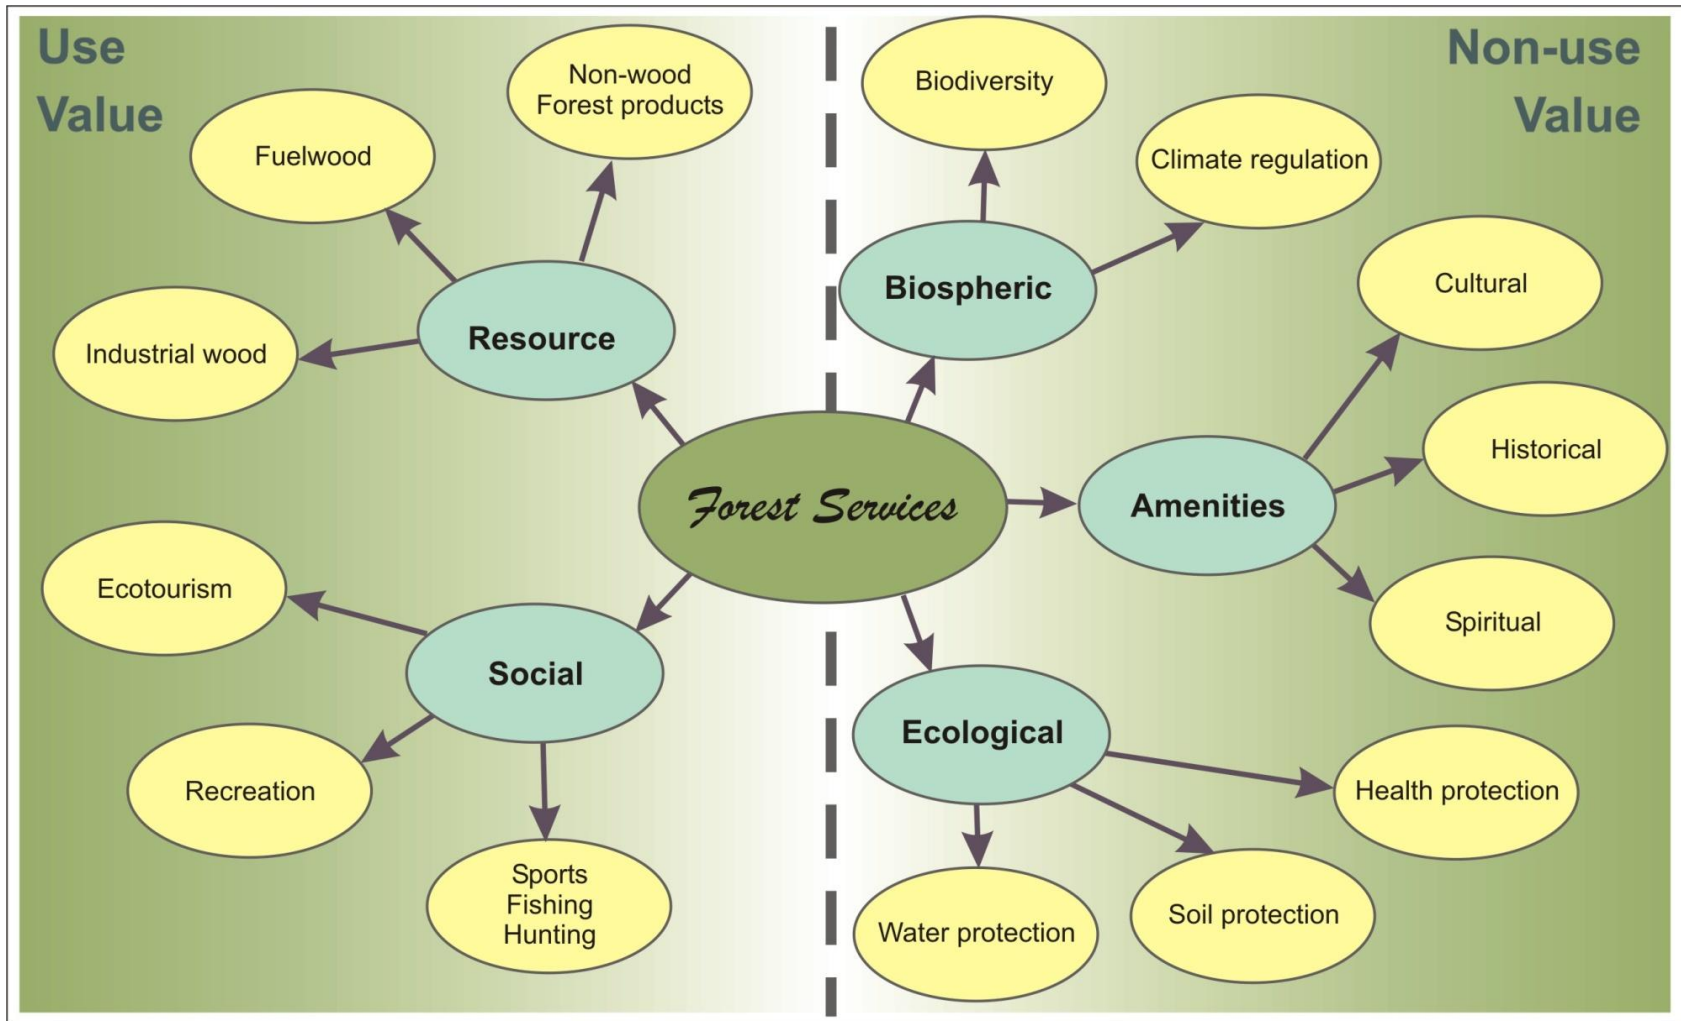 Use
Value
Non-use
Value
Non-wood
Forest products
Fuelwood
Industrial wood
Resource
Biodiversity
Climate regulation
Biospheric
Cultural
Historical
Amenities
Spiritual
Forest Services
Ecotourism
Social
Recreation
Sports
Fishing
Hunting
Ecological
Health protection
Soil protection
Water protection